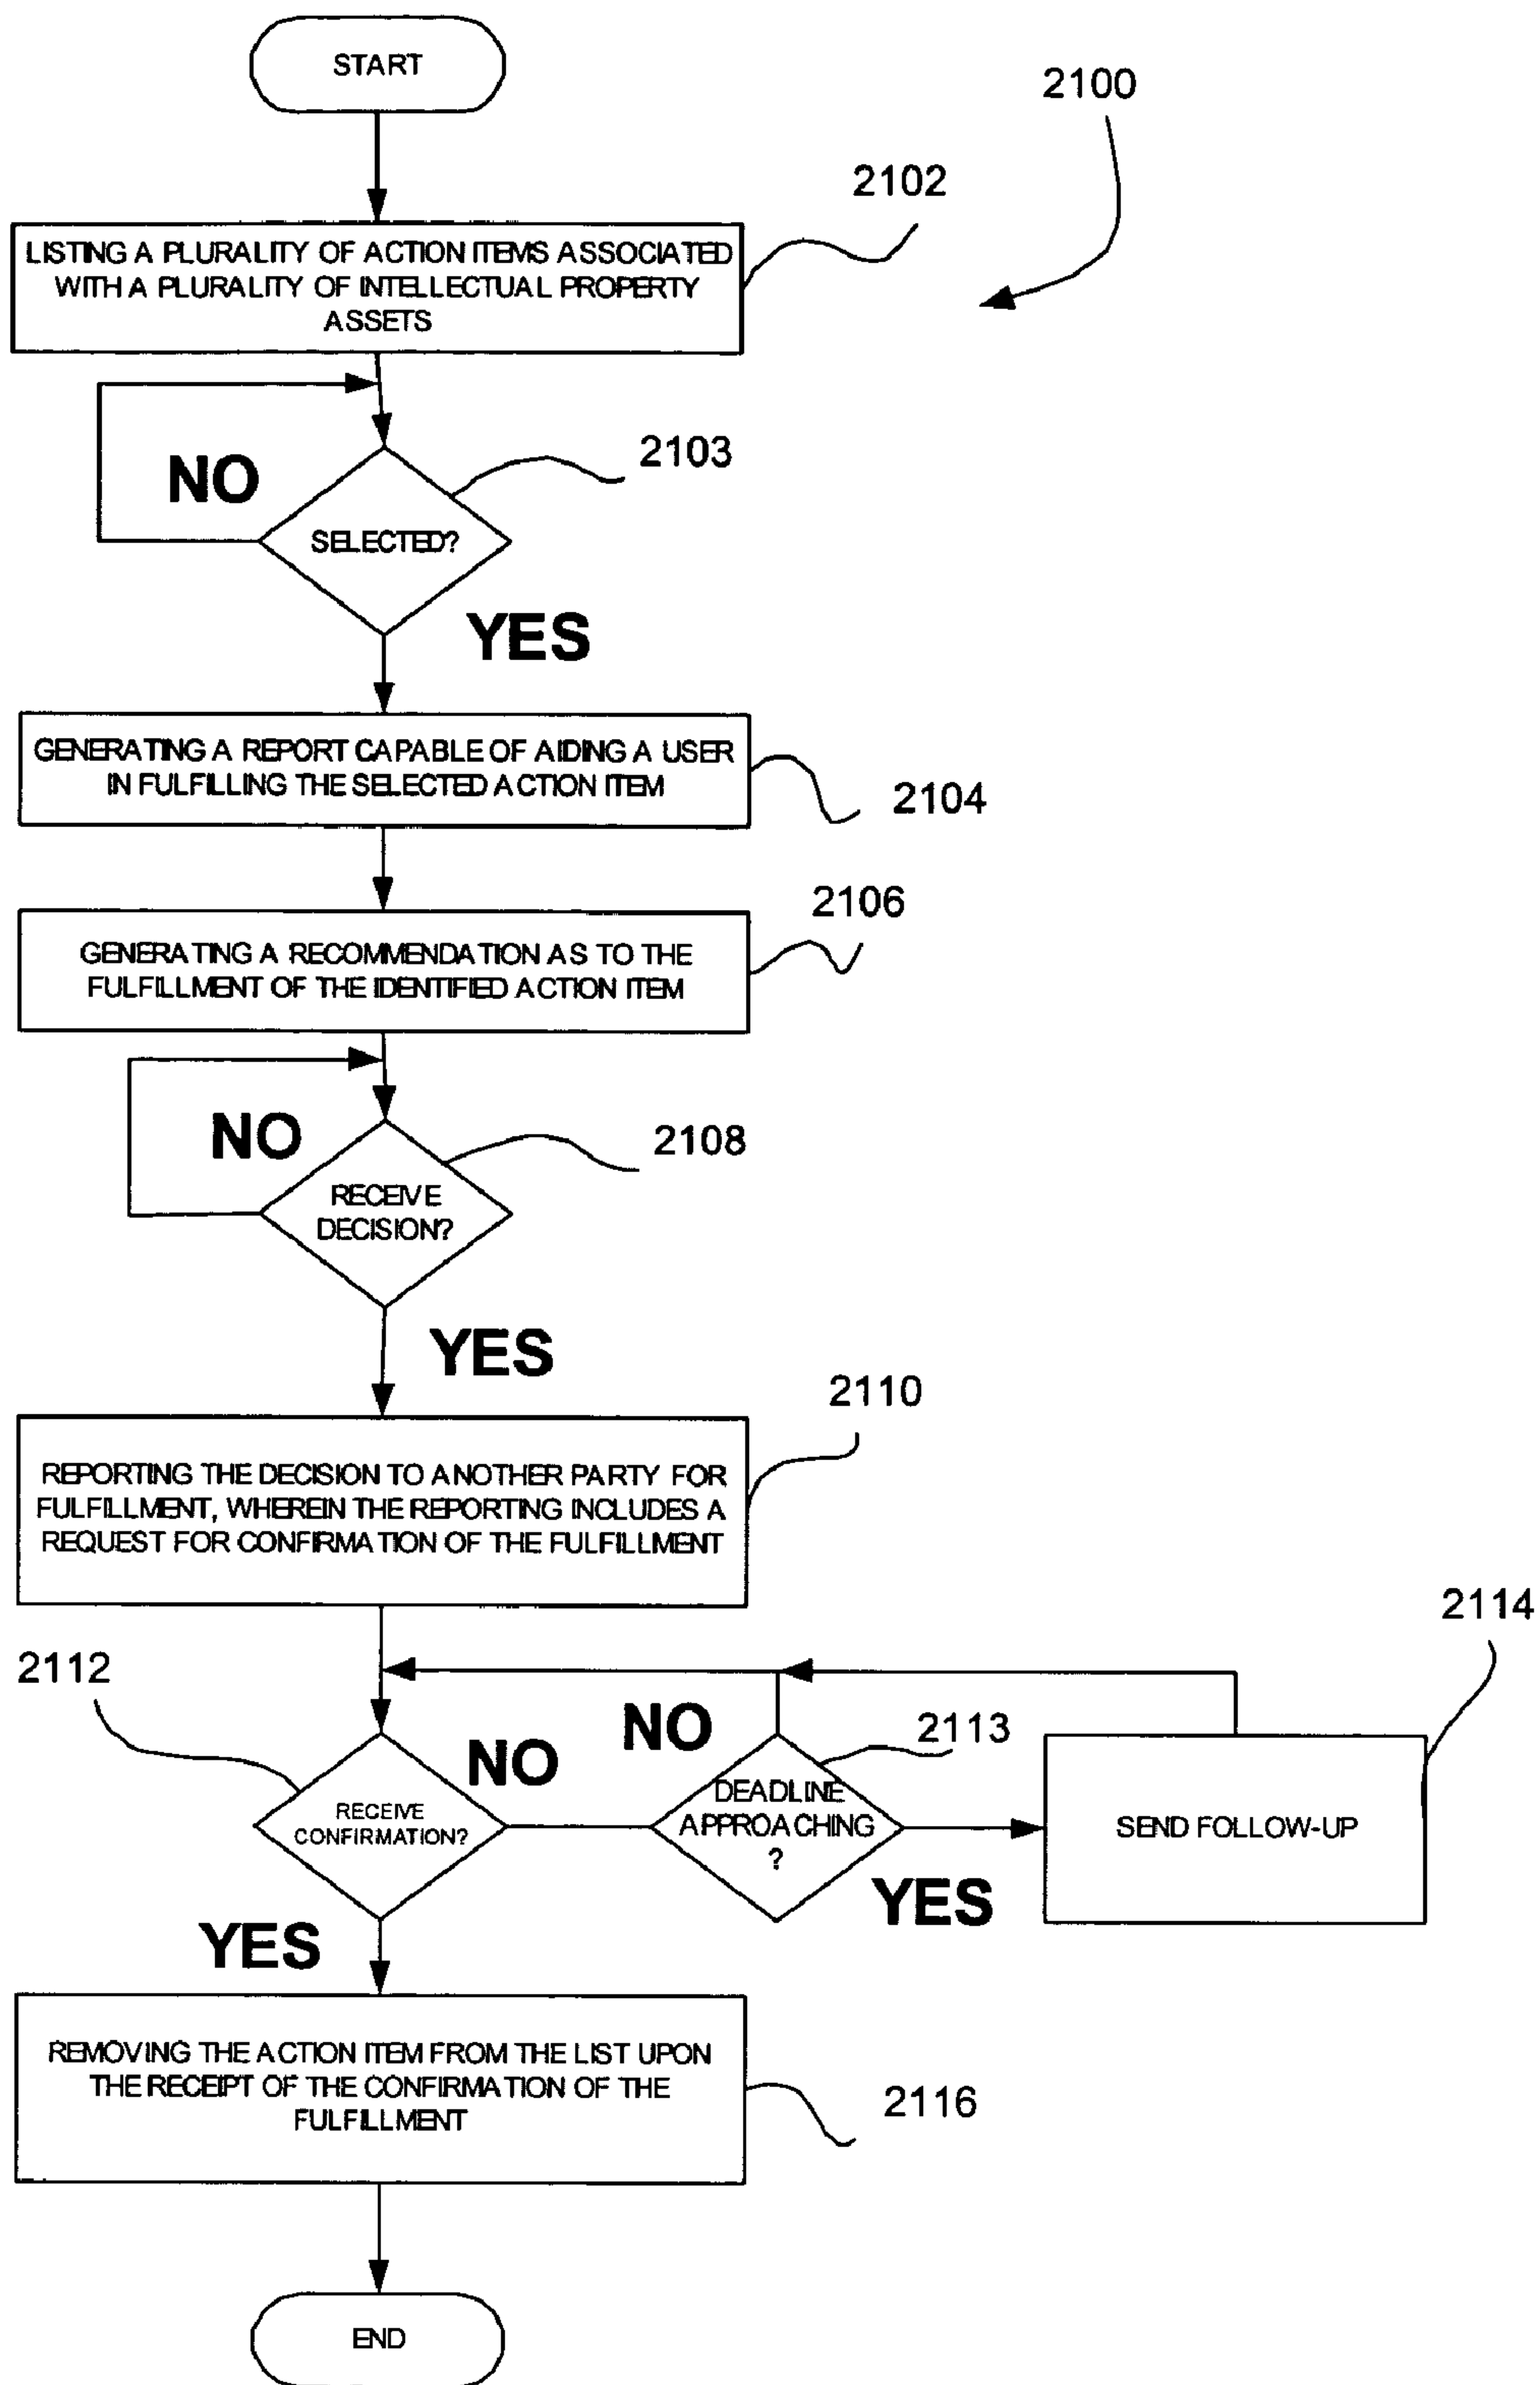 START
2100
2102
LISTING A PLURALITY OF ACTION ITEMS ASSOCIATED
WITH A PLURALITY OF INTELLECTUAL PROPERTY
ASSETS
2103
NO
SELECTED?
YES
GENERATING A REPORT CAPABLE OF AIDING A USER
IN FULFILLING THE SELECTED ACTION ITEM
2104
2106
GENERATING A RECOMMENDATION AS TO THE
FULFILLMENT OF THE IDENTIFIED ACTION ITEM
NO
2108
RECEIVE
DECISION?
YES
2110
REPORTING THE DECISION TO ANOTHER PARTY FOR
FULFILLMENT, WHEREIN THE REPORTING INCLUDES A
REQUEST FOR CONFIRMATION OF THE FULFILLMENT
2114
2112
NO
2113
NO
DEADLINE
APPROACHING
?
RECEIVE
CONFIRMATION?
SEND FOLLOW-UP
YES
YES
REMOVING THE ACTION ITEM FROM THE LIST UPON
THE RECEIPT OF THE CONFIRMATION OF THE
FULFILLMENT
2116
END